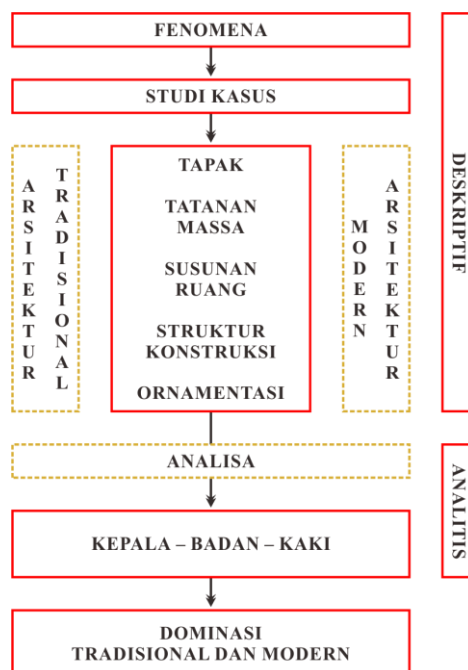 FENOMENA
STUDI KASUS
ARSITEKTUR
TRADISIONAL
TAPAK
TATANAN
MASSA
SUSUNAN
RUANG
STRUKTUR
KONSTRUKSI
ORNAMENTASI
MODERN
ARSITEKTUR
DESKRIPTIF
ANALISA
ANALITIS
KEPALA – BADAN – KAKI
DOMINASI
TRADISIONAL DAN MODERN